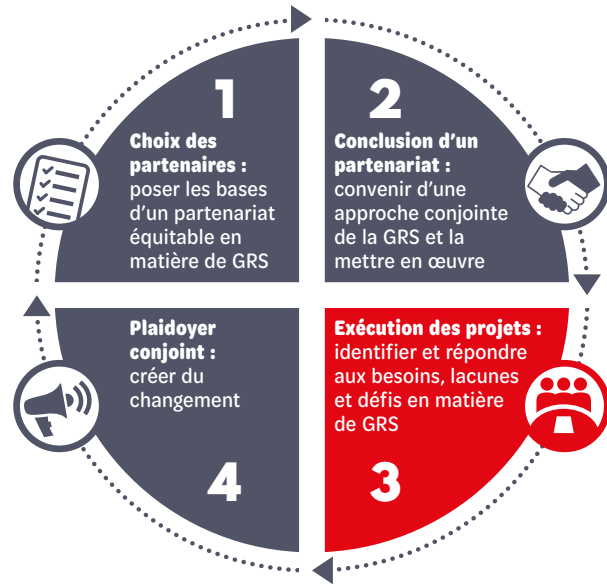 1
Choix des
partenaires :
poser les bases
d'un partenariat
équitable en
matière de GRS
2
Conclusion d'un
partenariat :
convenir d'une
approche conjointe
de la GRS et la
mettre en œuvre
Exécution des projets :
identifier et répondre
aux besoins, lacunes
et défis en matière
de GRS
3
Plaidoyer
conjoint :
créer du
changement
4